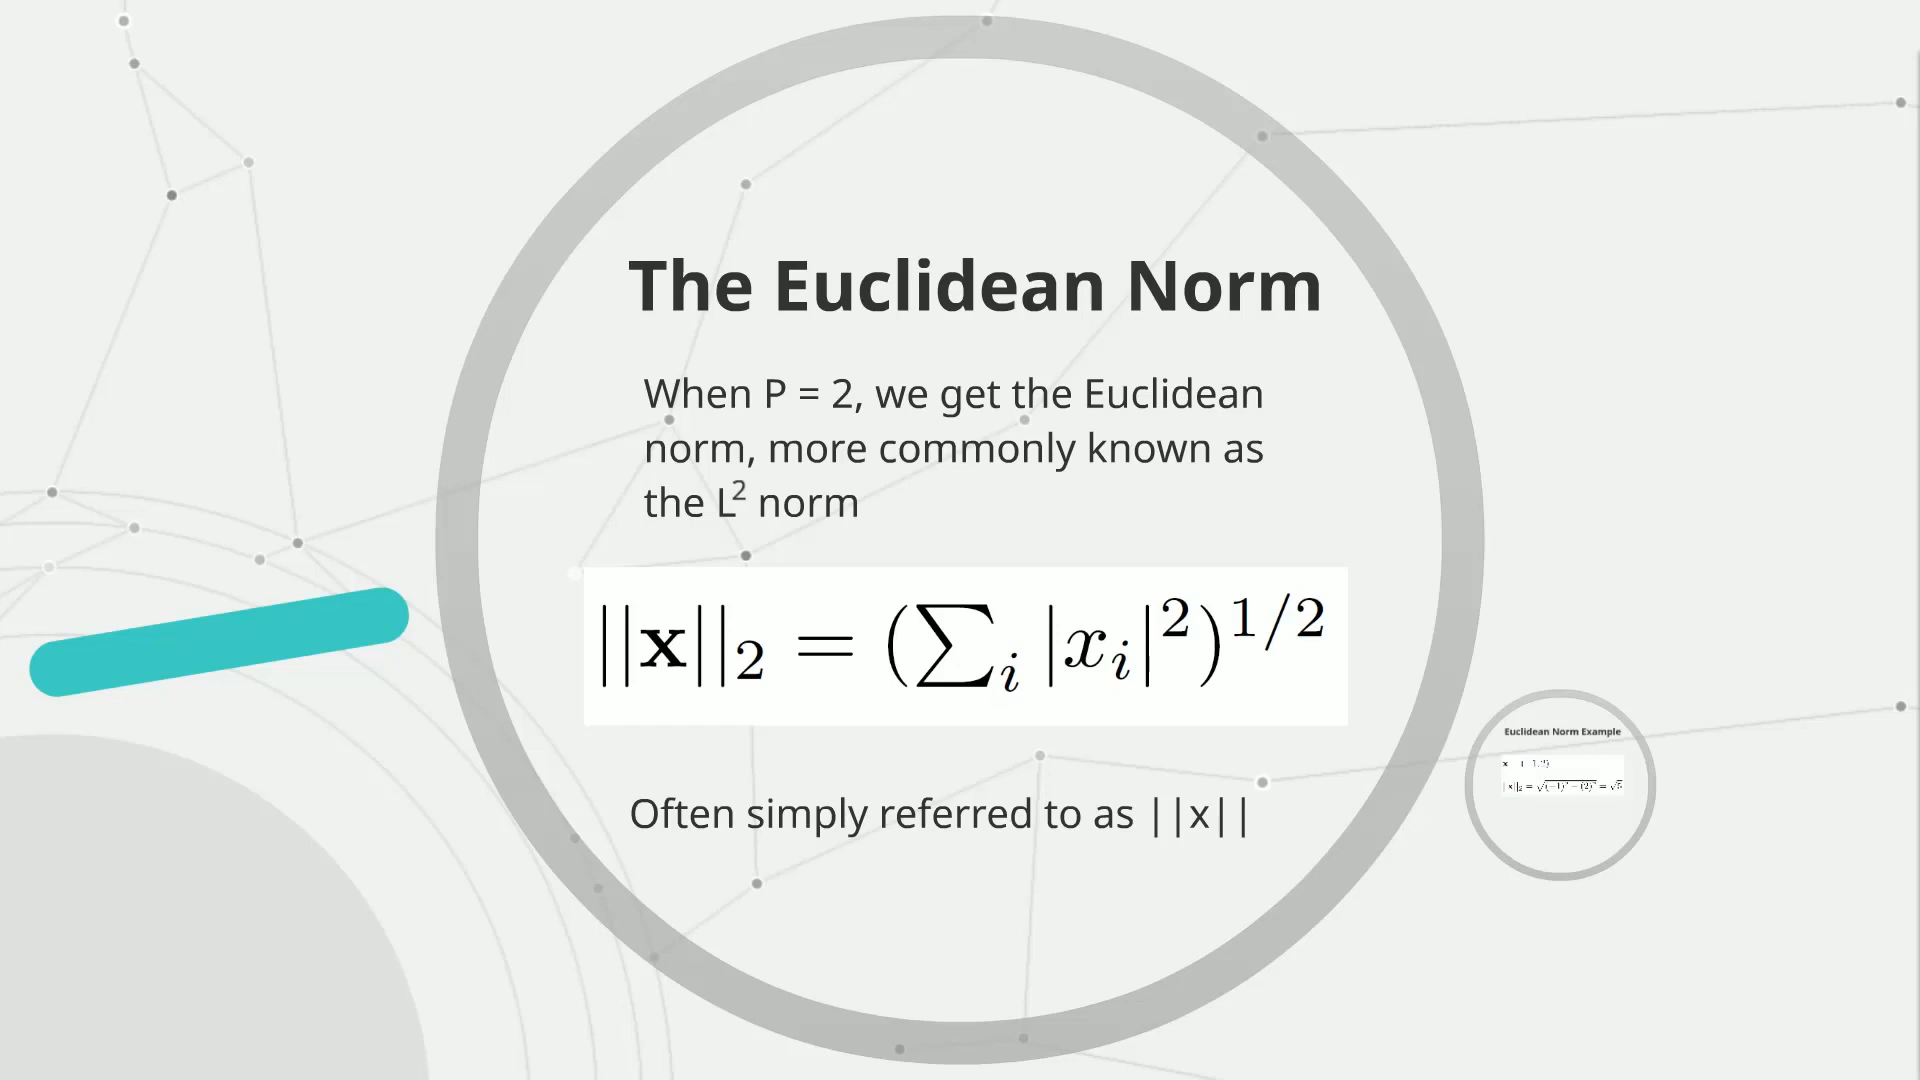 The Euclidean Norm
When P = 2, we get the Euclidean
norm, more commonly known as
the L² norm
||x||₂ = (∑ᵢ |xᵢ|²)^{1/2}
Often simply referred to as ||x||
Euclidean Norm Example